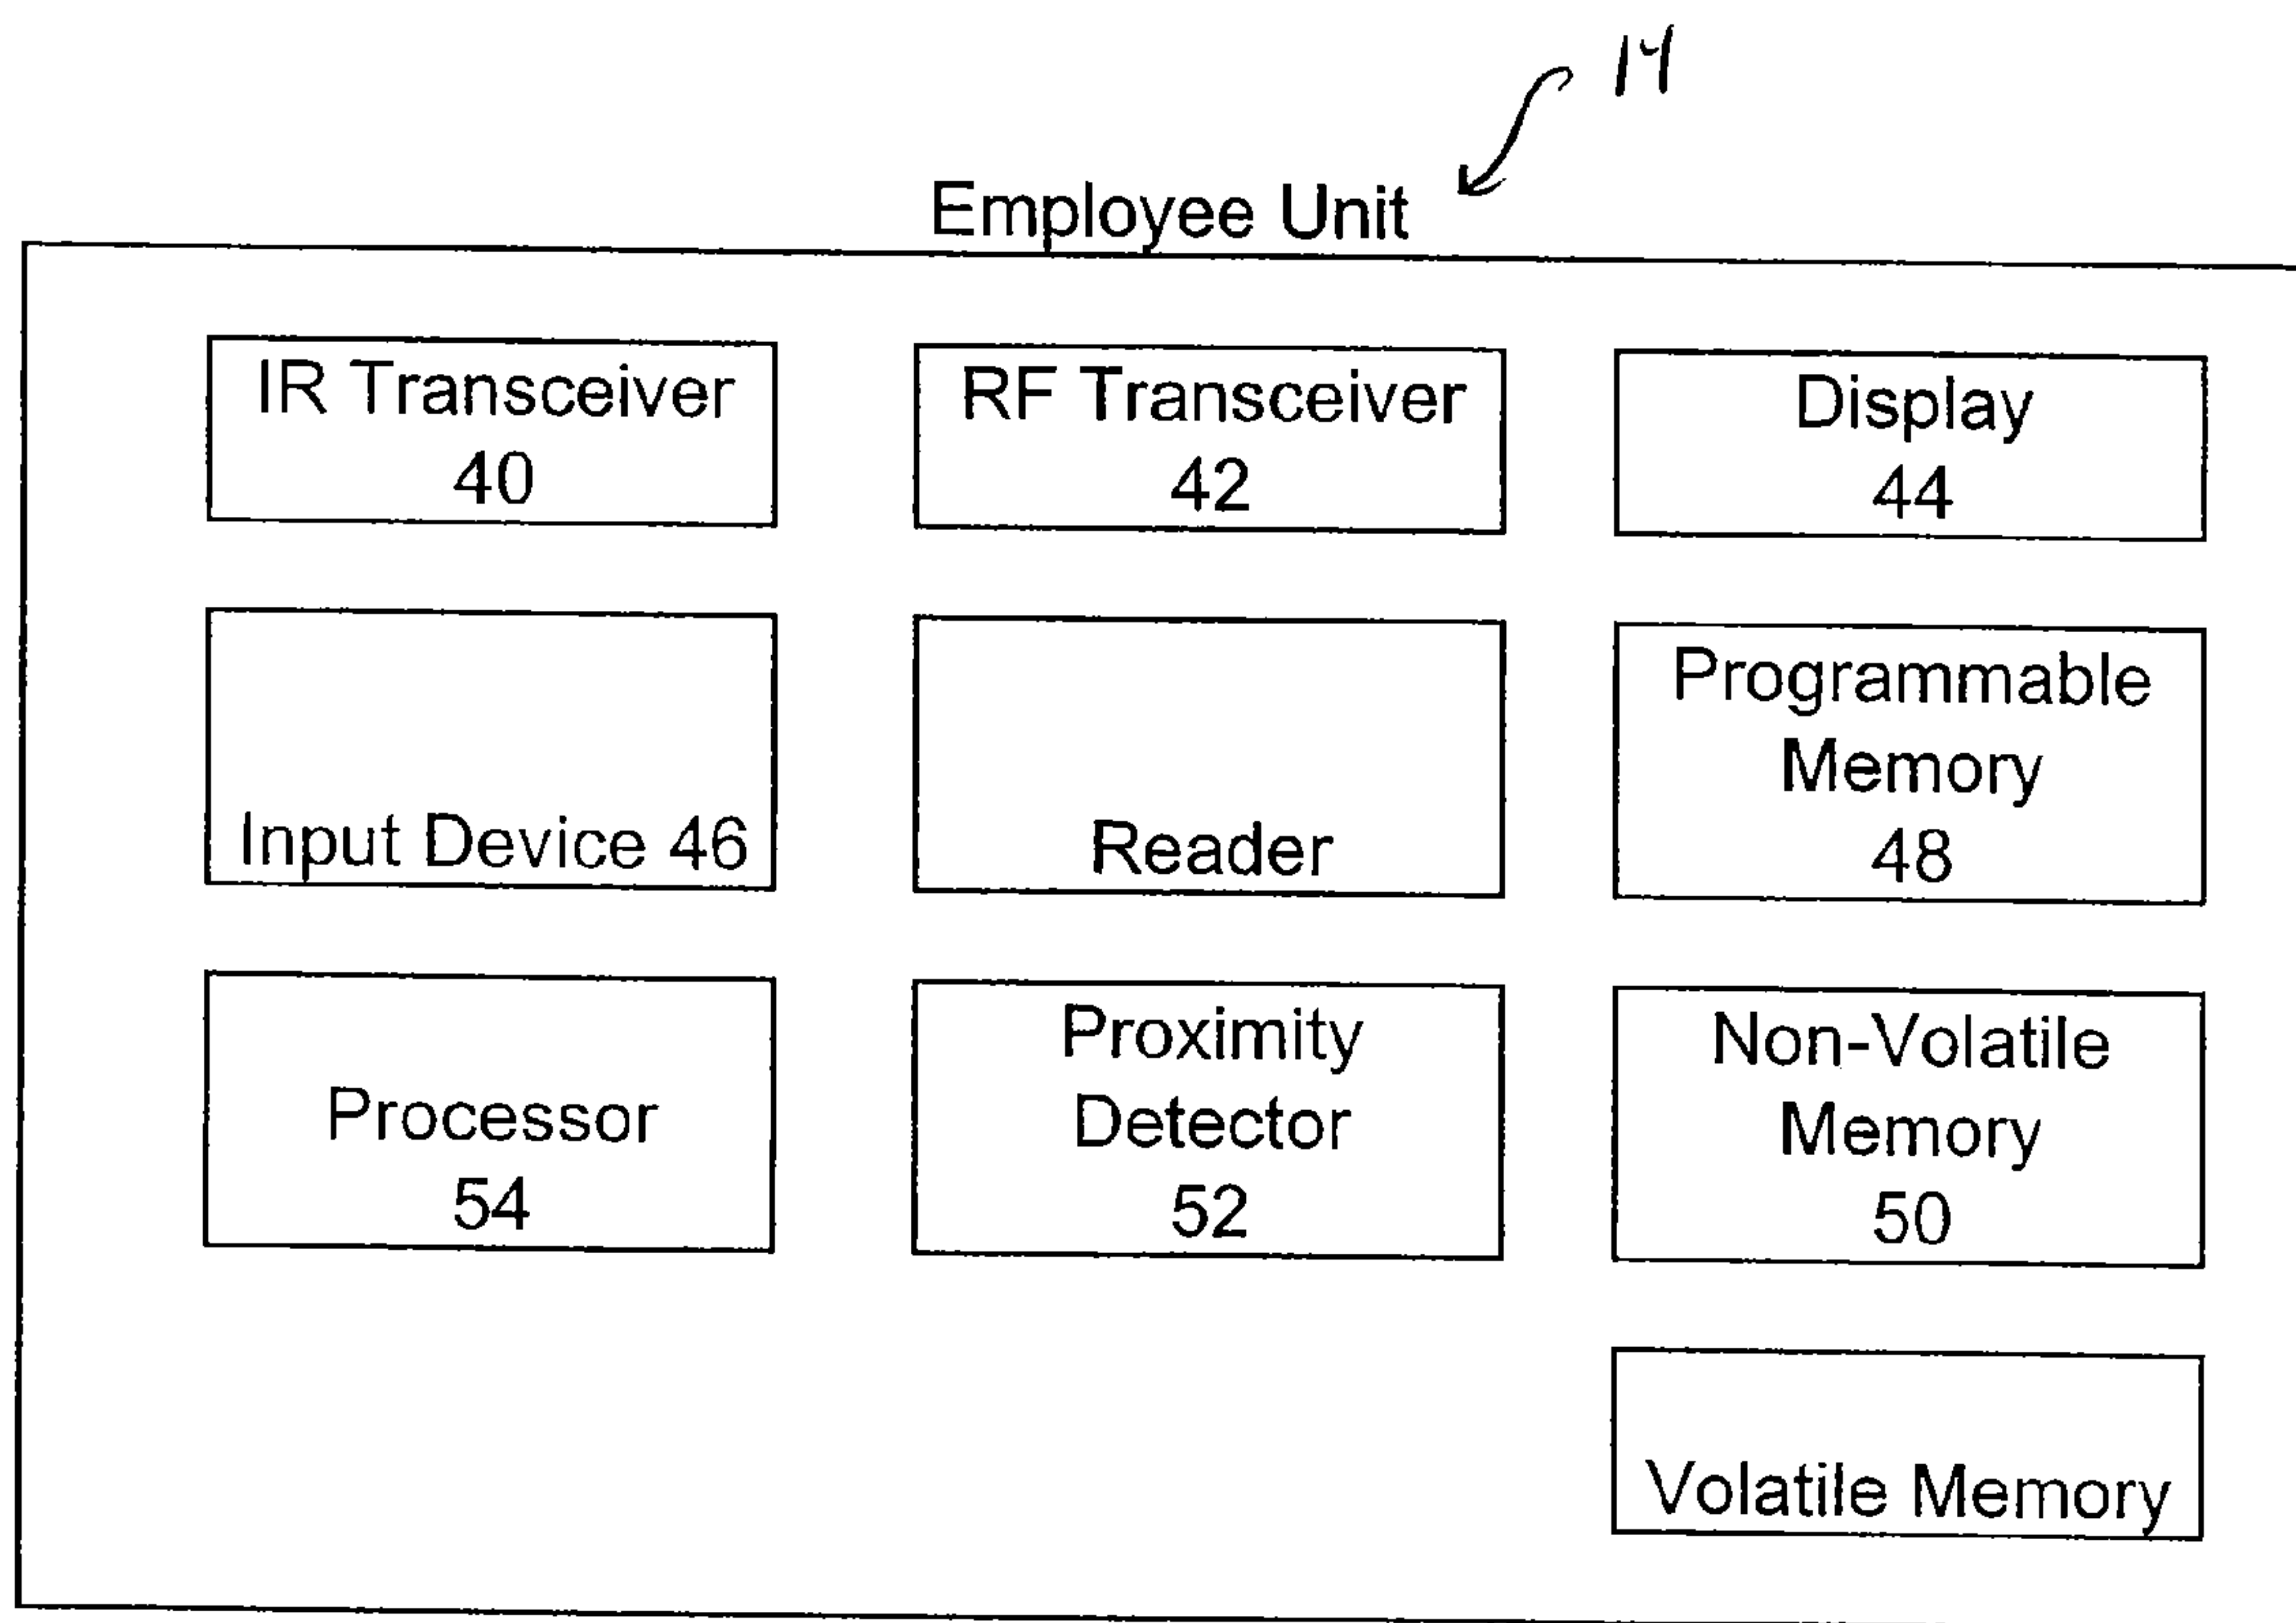 14
Employee Unit
IR Transceiver
40
RF Transceiver
42
Display
44
Input Device 46
Reader
Programmable
Memory
48
Processor
54
Proximity
Detector
52
Non-Volatile
Memory
50
Volatile Memory